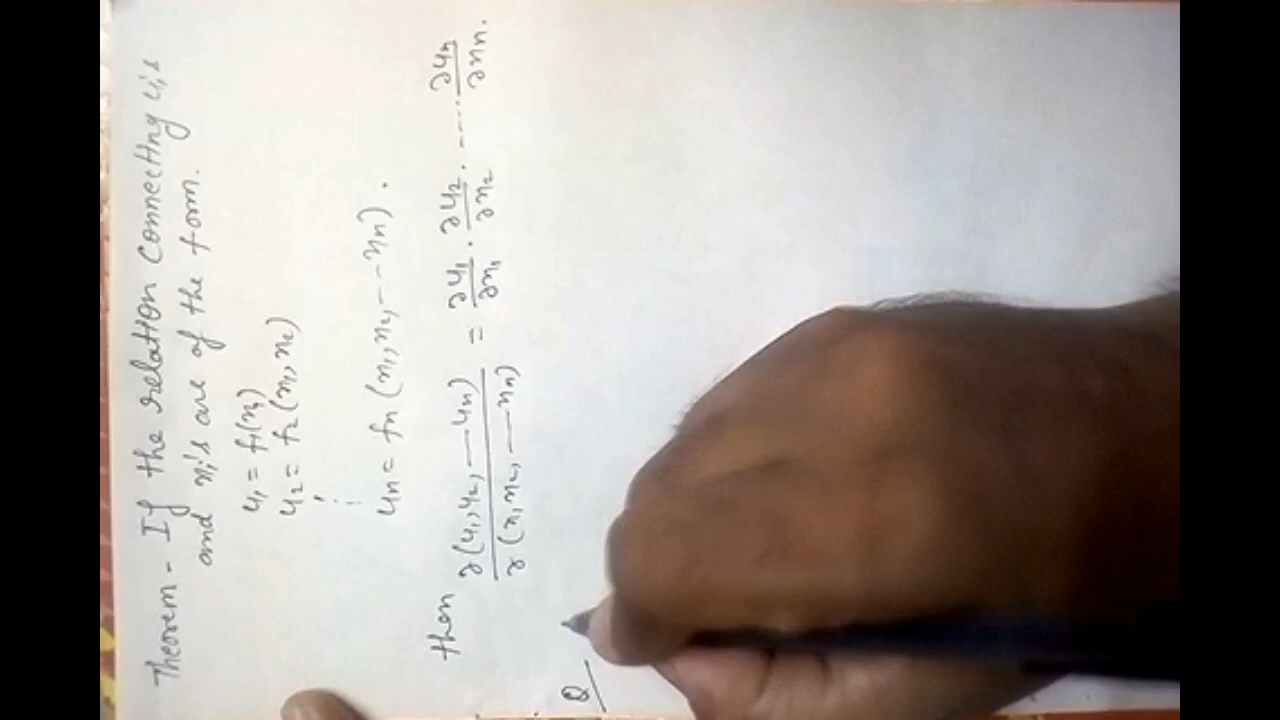 Theorem - If the relation connecting ui's
and xi's are of the form.
u1 = f1(x1)
u2 = f2(x1, x2)
⋮
un = fn(x1, x2, -- xn).
then ∂(u1, u2, -- un) / ∂(x1 x2, -- xn) = ∂u1/∂x1 . ∂u2/∂x2 . ..... ∂un/∂xn.
Q